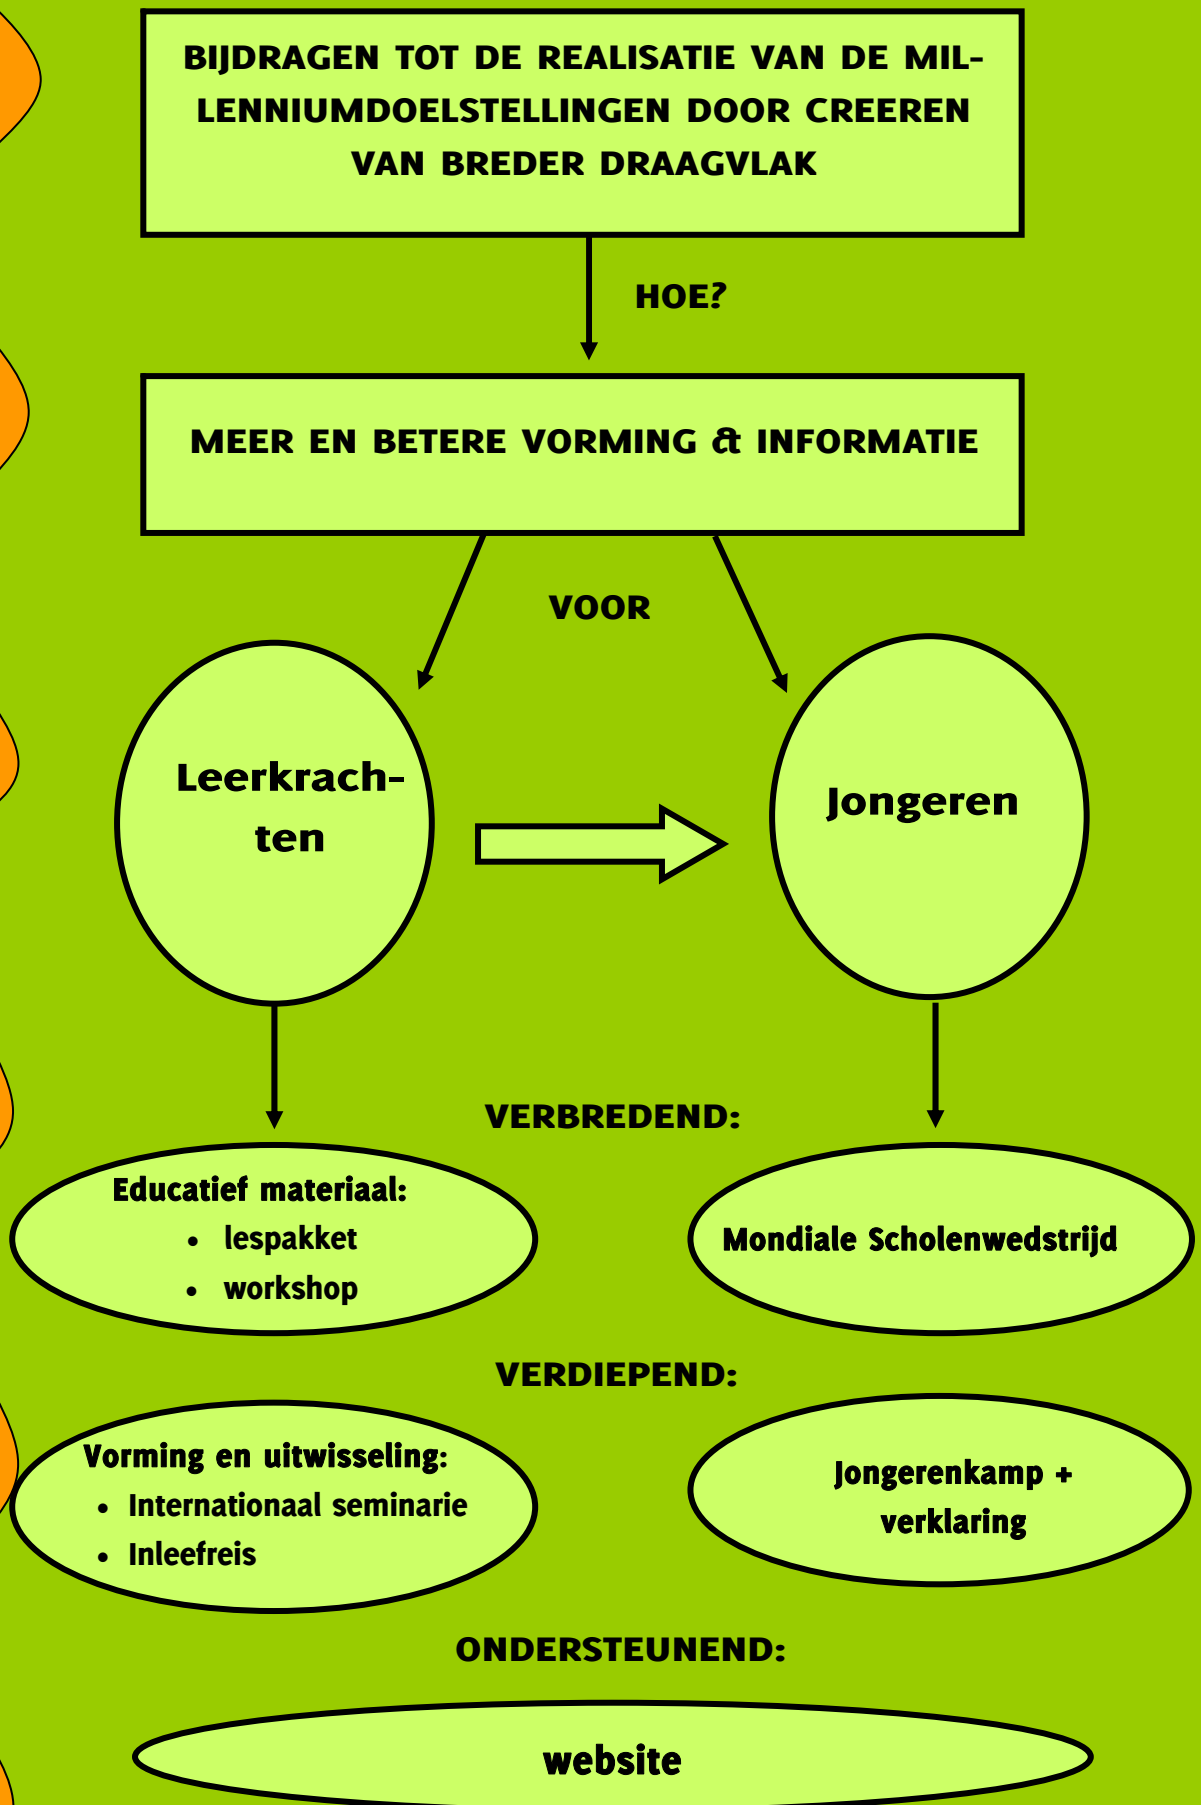 BIJDRAGEN TOT DE REALISATIE VAN DE MIL-
LENNIUMDOELSTELLINGEN DOOR CREEREN
VAN BREDER DRAAGVLAK
HOE?
MEER EN BETERE VORMING & INFORMATIE
VOOR
Leerkrach-
ten
Jongeren
VERBREDEND:
Educatief materiaal:
• lespakket
• workshop
Mondiale Scholenwedstrijd
VERDIEPEND:
Vorming en uitwisseling:
• Internationaal seminarie
• Inleefreis
Jongerenkamp +
verklaring
ONDERSTEUNEND:
website